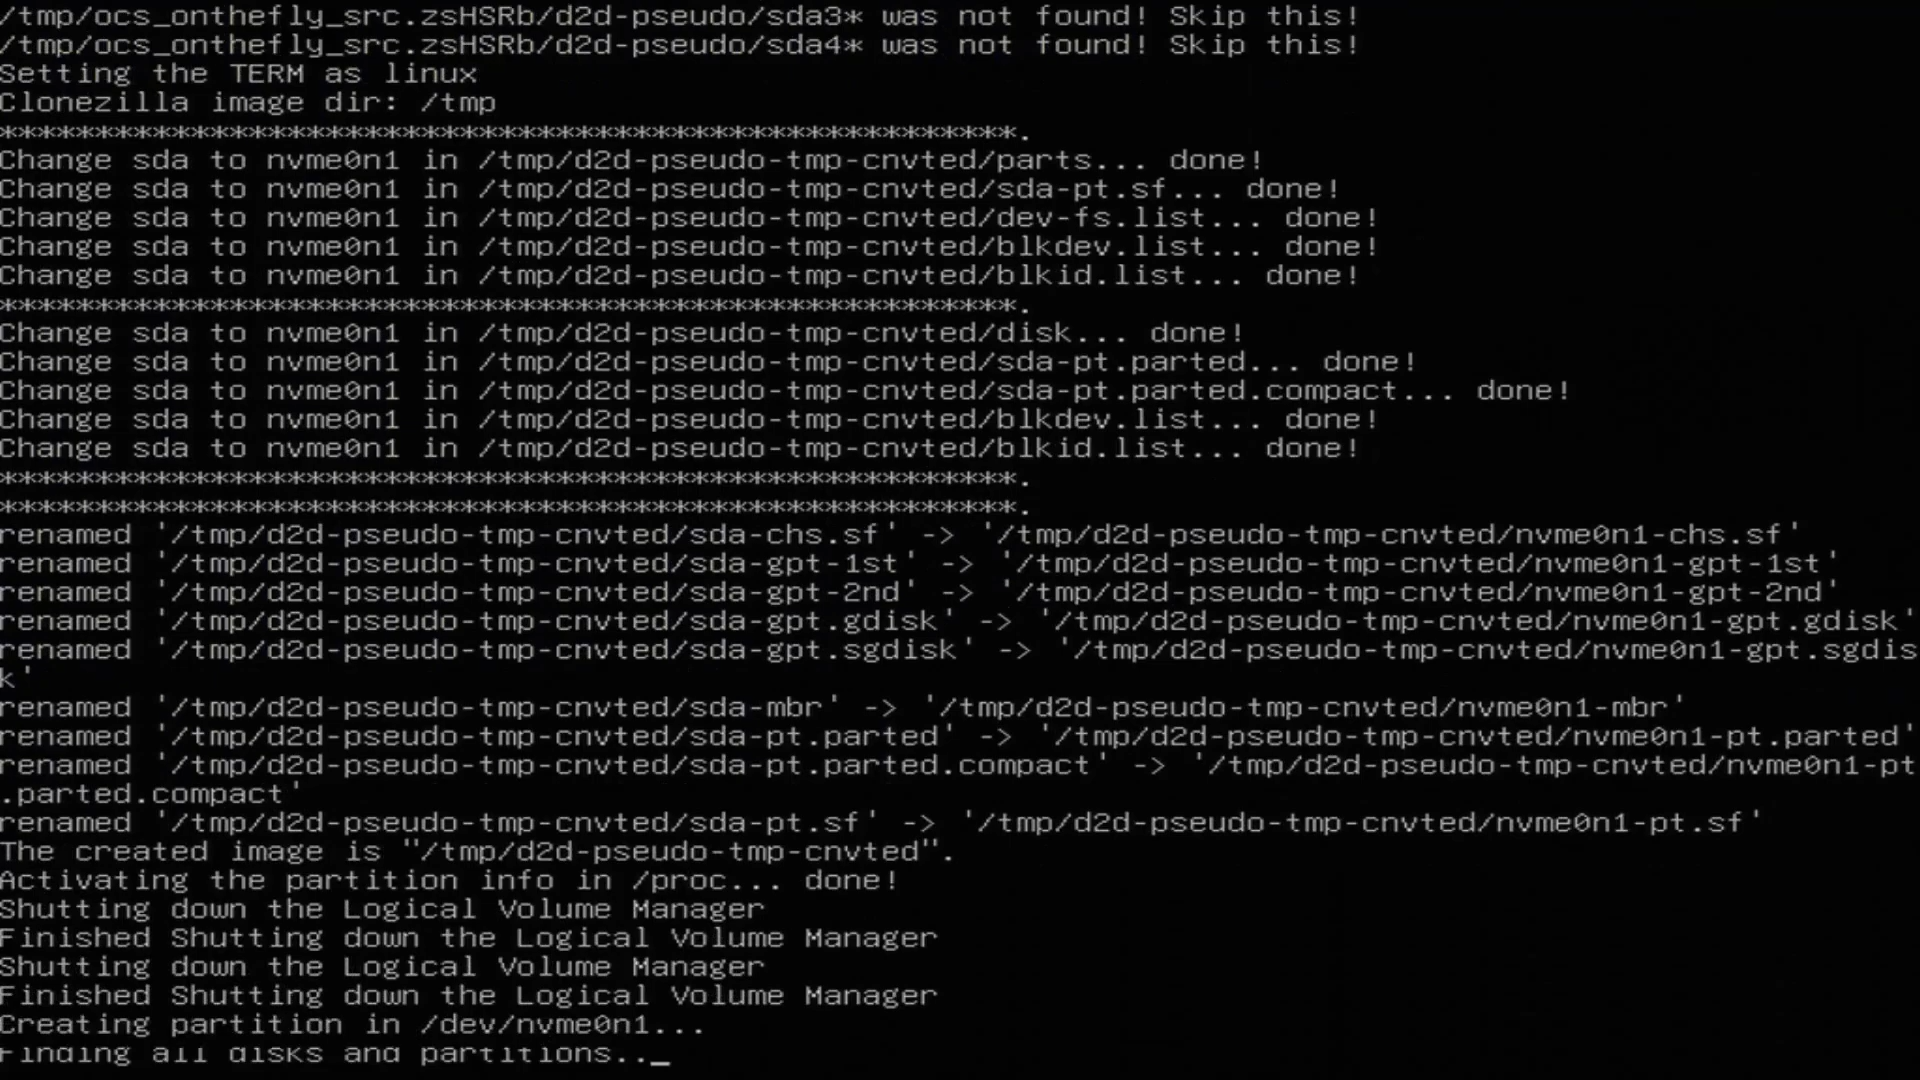 /tmp/ocs_onthefly_src.zsHSRb/d2d-pseudo/sda3* was not found! Skip this!
/tmp/ocs_onthefly_src.zsHSRb/d2d-pseudo/sda4* was not found! Skip this!
Setting the TERM as linux
Clonezilla image dir: /tmp
*****************************************************.
Change sda to nvme0n1 in /tmp/d2d-pseudo-tmp-cnvted/parts... done!
Change sda to nvme0n1 in /tmp/d2d-pseudo-tmp-cnvted/sda-pt.sf... done!
Change sda to nvme0n1 in /tmp/d2d-pseudo-tmp-cnvted/dev-fs.list... done!
Change sda to nvme0n1 in /tmp/d2d-pseudo-tmp-cnvted/blkdev.list... done!
Change sda to nvme0n1 in /tmp/d2d-pseudo-tmp-cnvted/blkid.list... done!
*****************************************************.
Change sda to nvme0n1 in /tmp/d2d-pseudo-tmp-cnvted/disk... done!
Change sda to nvme0n1 in /tmp/d2d-pseudo-tmp-cnvted/sda-pt.parted... done!
Change sda to nvme0n1 in /tmp/d2d-pseudo-tmp-cnvted/sda-pt.parted.compact... done!
Change sda to nvme0n1 in /tmp/d2d-pseudo-tmp-cnvted/blkdev.list... done!
Change sda to nvme0n1 in /tmp/d2d-pseudo-tmp-cnvted/blkid.list... done!
*****************************************************.
*****************************************************.
renamed '/tmp/d2d-pseudo-tmp-cnvted/sda-chs.sf' -> '/tmp/d2d-pseudo-tmp-cnvted/nvme0n1-chs.sf'
renamed '/tmp/d2d-pseudo-tmp-cnvted/sda-gpt-1st' -> '/tmp/d2d-pseudo-tmp-cnvted/nvme0n1-gpt-1st'
renamed '/tmp/d2d-pseudo-tmp-cnvted/sda-gpt-2nd' -> '/tmp/d2d-pseudo-tmp-cnvted/nvme0n1-gpt-2nd'
renamed '/tmp/d2d-pseudo-tmp-cnvted/sda-gpt.gdisk' -> '/tmp/d2d-pseudo-tmp-cnvted/nvme0n1-gpt.gdisk'
renamed '/tmp/d2d-pseudo-tmp-cnvted/sda-gpt.sgdisk' -> '/tmp/d2d-pseudo-tmp-cnvted/nvme0n1-gpt.sgdis
k'
renamed '/tmp/d2d-pseudo-tmp-cnvted/sda-mbr' -> '/tmp/d2d-pseudo-tmp-cnvted/nvme0n1-mbr'
renamed '/tmp/d2d-pseudo-tmp-cnvted/sda-pt.parted' -> '/tmp/d2d-pseudo-tmp-cnvted/nvme0n1-pt.parted'
renamed '/tmp/d2d-pseudo-tmp-cnvted/sda-pt.parted.compact' -> '/tmp/d2d-pseudo-tmp-cnvted/nvme0n1-pt
.parted.compact'
renamed '/tmp/d2d-pseudo-tmp-cnvted/sda-pt.sf' -> '/tmp/d2d-pseudo-tmp-cnvted/nvme0n1-pt.sf'
The created image is "/tmp/d2d-pseudo-tmp-cnvted".
Activating the partition info in /proc... done!
Shutting down the Logical Volume Manager
Finished Shutting down the Logical Volume Manager
Shutting down the Logical Volume Manager
Finished Shutting down the Logical Volume Manager
Creating partition in /dev/nvme0n1...
Finding all disks and partitions.._